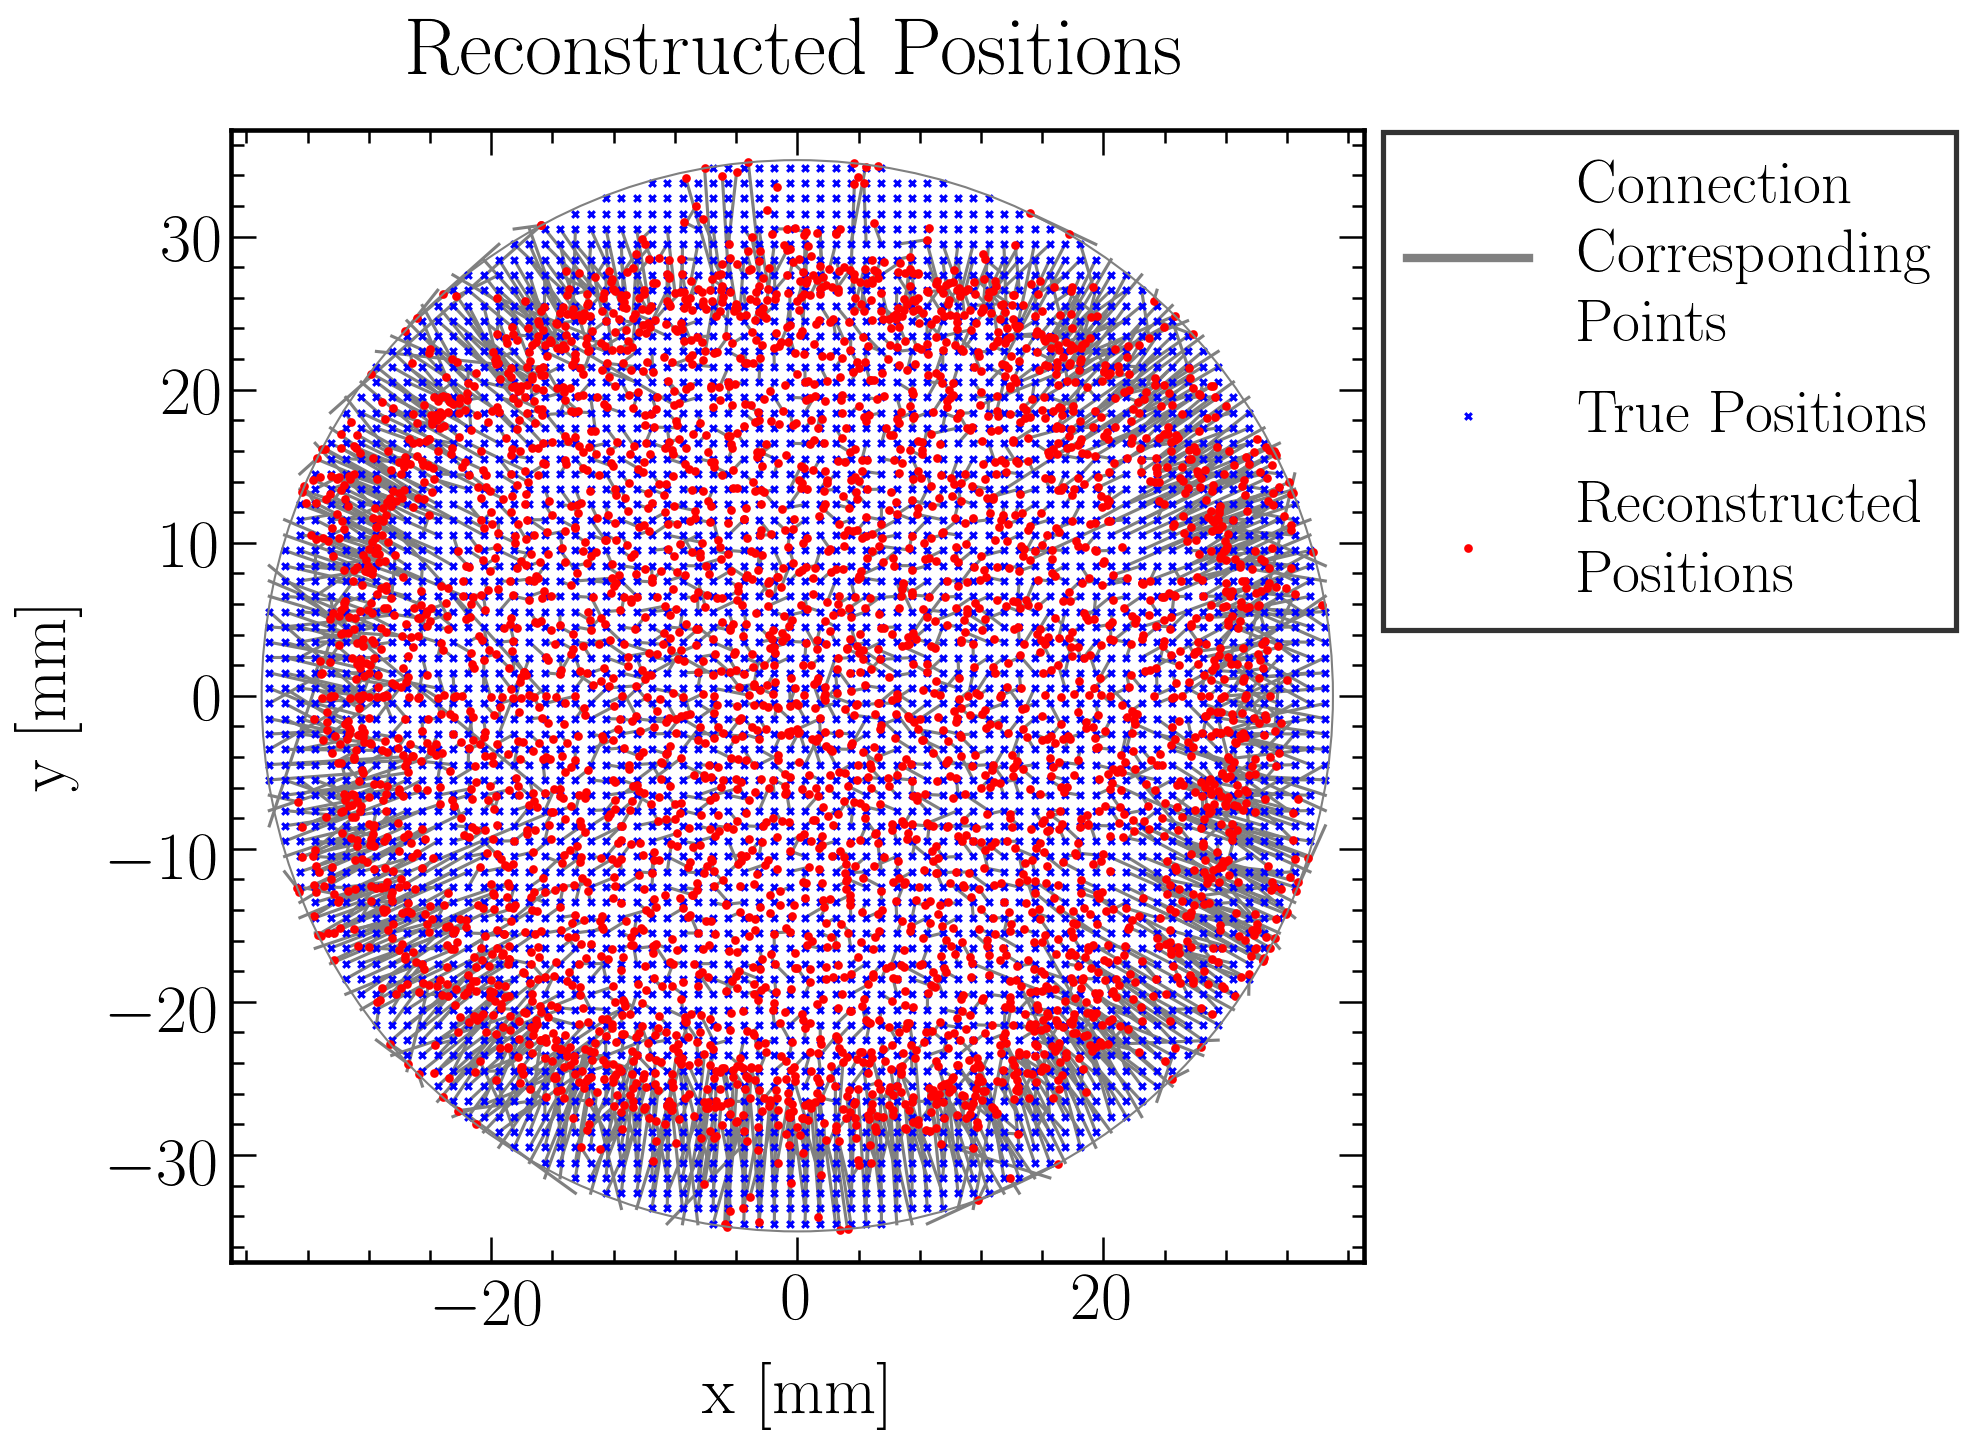 Reconstructed Positions
Connection
Corresponding
Points
True Positions
Reconstructed
Positions
30
20
10
0
−10
−20
−30
y [mm]
−20
0
20
x [mm]